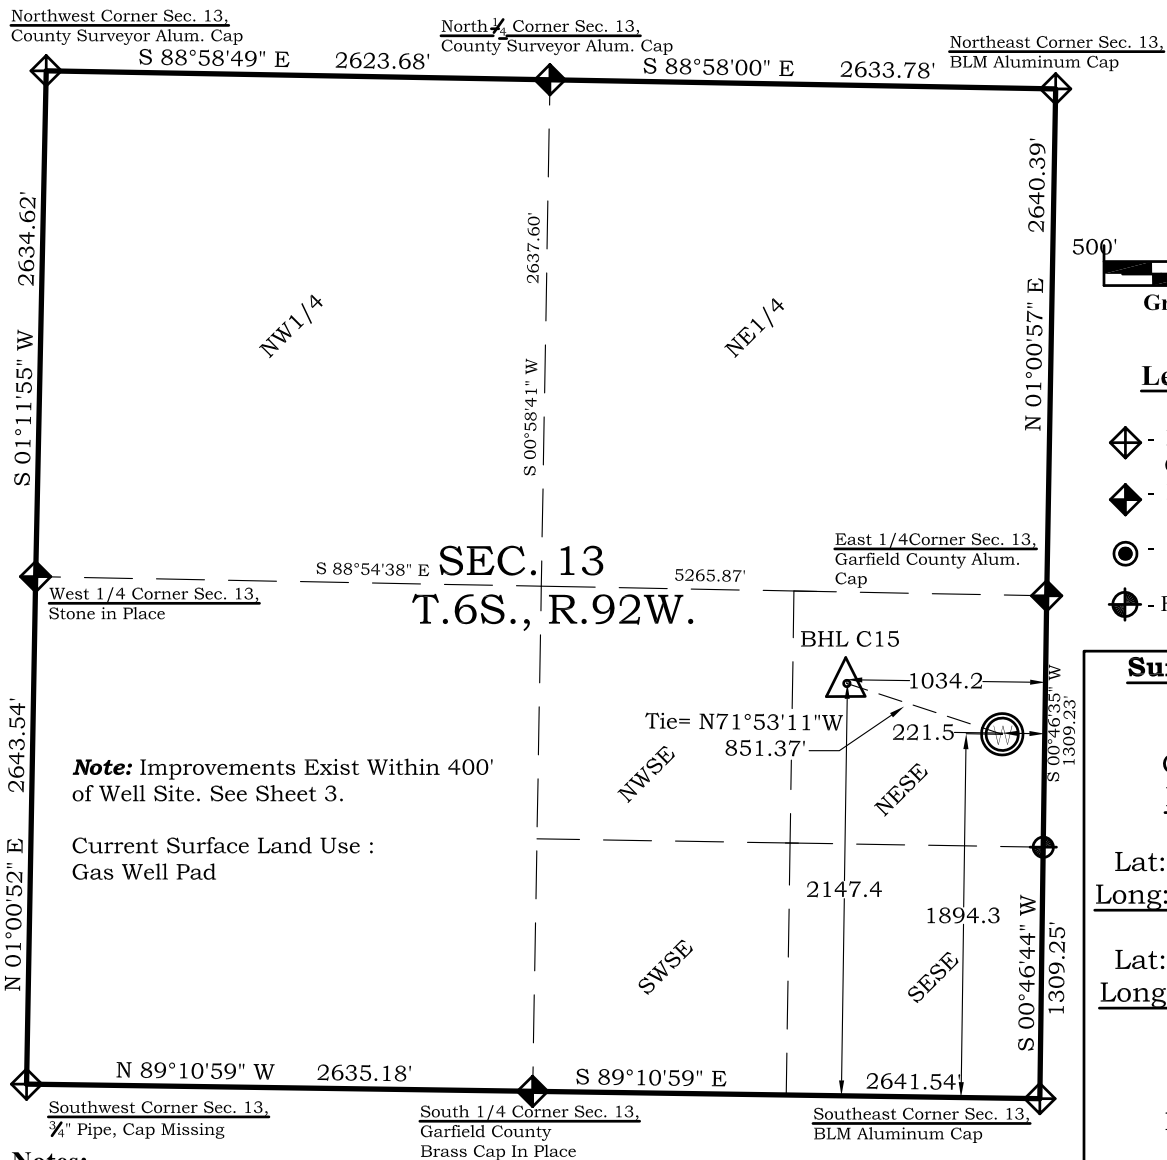 Northwest Corner Sec. 13,
County Surveyor Alum. Cap
North 1/4 Corner Sec. 13,
County Surveyor Alum. Cap
Northeast Corner Sec. 13,
BLM Aluminum Cap
S 88°58'49" E 2623.68'
S 88°58'00" E 2633.78'
2634.62'
S 01°11'55" W
2637.60'
S 00°58'41" W
2640.39'
N 01°00'57" E
NW1/4
NE1/4
500'
Gr
Le
East 1/4Corner Sec. 13,
Garfield County Alum.
Cap
S 88°54'38" E
SEC. 13
5265.87'
T.6S., R.92W.
West 1/4 Corner Sec. 13,
Stone in Place
BHL C15
1034.2
Tie= N71°53'11"W
851.37'
221.5
W
S 00°46'35" W
1309.23'
Sur
NWSE
NESE
2643.54'
N 01°00'52" E
Note: Improvements Exist Within 400'
of Well Site. See Sheet 3.
Current Surface Land Use :
Gas Well Pad
2147.4
1894.3
Lat:
Long:
Lat:
Long
SWSE
SESE
S 00°46'44" W
1309.25'
N 89°10'59" W 2635.18'
S 89°10'59" E 2641.54'
Southwest Corner Sec. 13,
3/4" Pipe, Cap Missing
South 1/4 Corner Sec. 13,
Garfield County
Brass Cap In Place
Southeast Corner Sec. 13,
BLM Aluminum Cap
Notes: